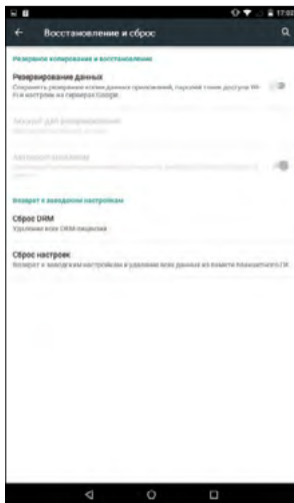 17:02
Восстановление и сброс
Резервное копирование и восстановление
Резервирование данных
Сохранять резервные копии данных приложений, паролей точек доступа Wi-
Fi и настроек на серверах Google.
Аккаунт для резервирования
Возврат к заводским настройкам
Сброс DRM
Удаление всех DRM лицензий
Сброс настроек
Возврат к заводским настройкам и удаление всех данных из памяти планшетного ПК